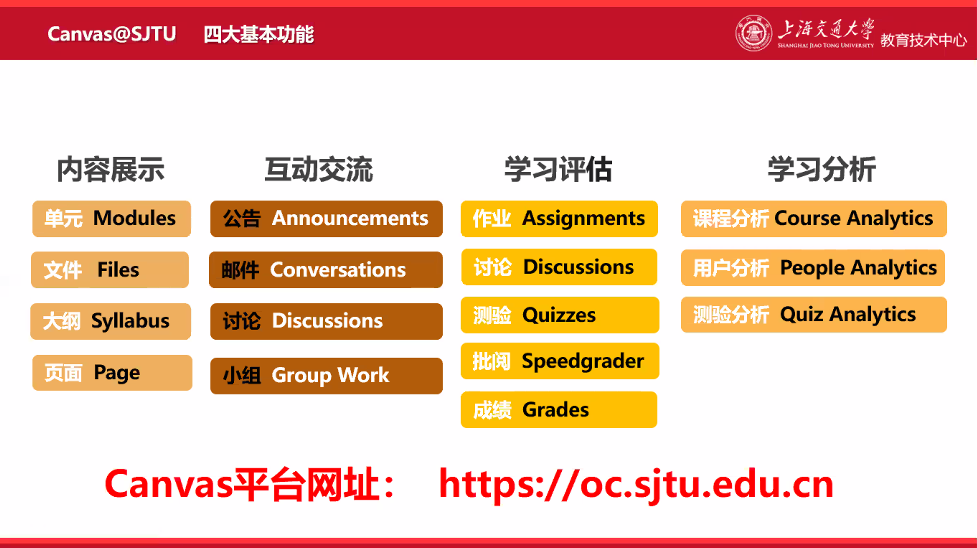 Canvas@SJTU 四大基本功能
上海交通大学
SHANGHAI JIAO TONG UNIVERSITY
教育技术中心
内容展示
单元 Modules
文件 Files
大纲 Syllabus
页面 Page
互动交流
公告 Announcements
邮件 Conversations
讨论 Discussions
小组 Group Work
学习评估
作业 Assignments
讨论 Discussions
测验 Quizzes
批阅 Speedgrader
成绩 Grades
学习分析
课程分析 Course Analytics
用户分析 People Analytics
测验分析 Quiz Analytics
Canvas平台网址： https://oc.sjtu.edu.cn